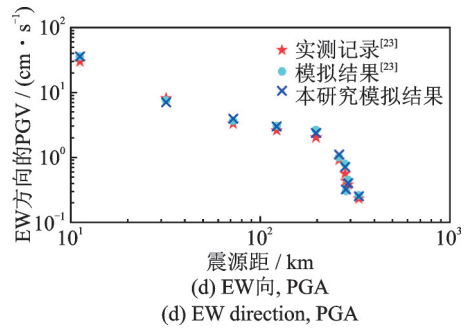 10²
实测记录[23]
模拟结果[23]
本研究模拟结果
10¹
10⁰
10⁻¹
EW方向的PGV / (cm·s⁻¹)
10¹ 10² 10³
震源距 / km
(d) EW向, PGA
(d) EW direction, PGA